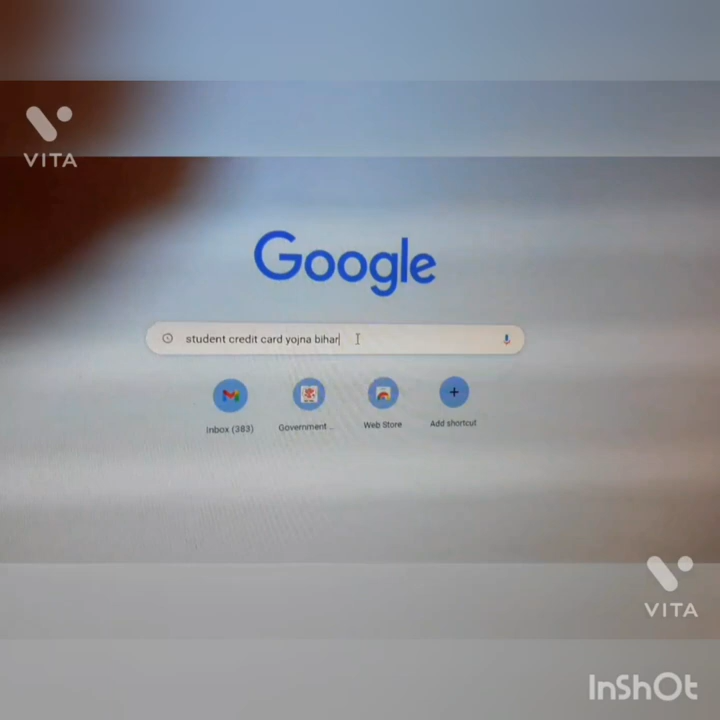 VITA
Google
student credit card yojna bihar
Inbox (383)
Government ...
Web Store
Add shortcut
VITA
InShOt